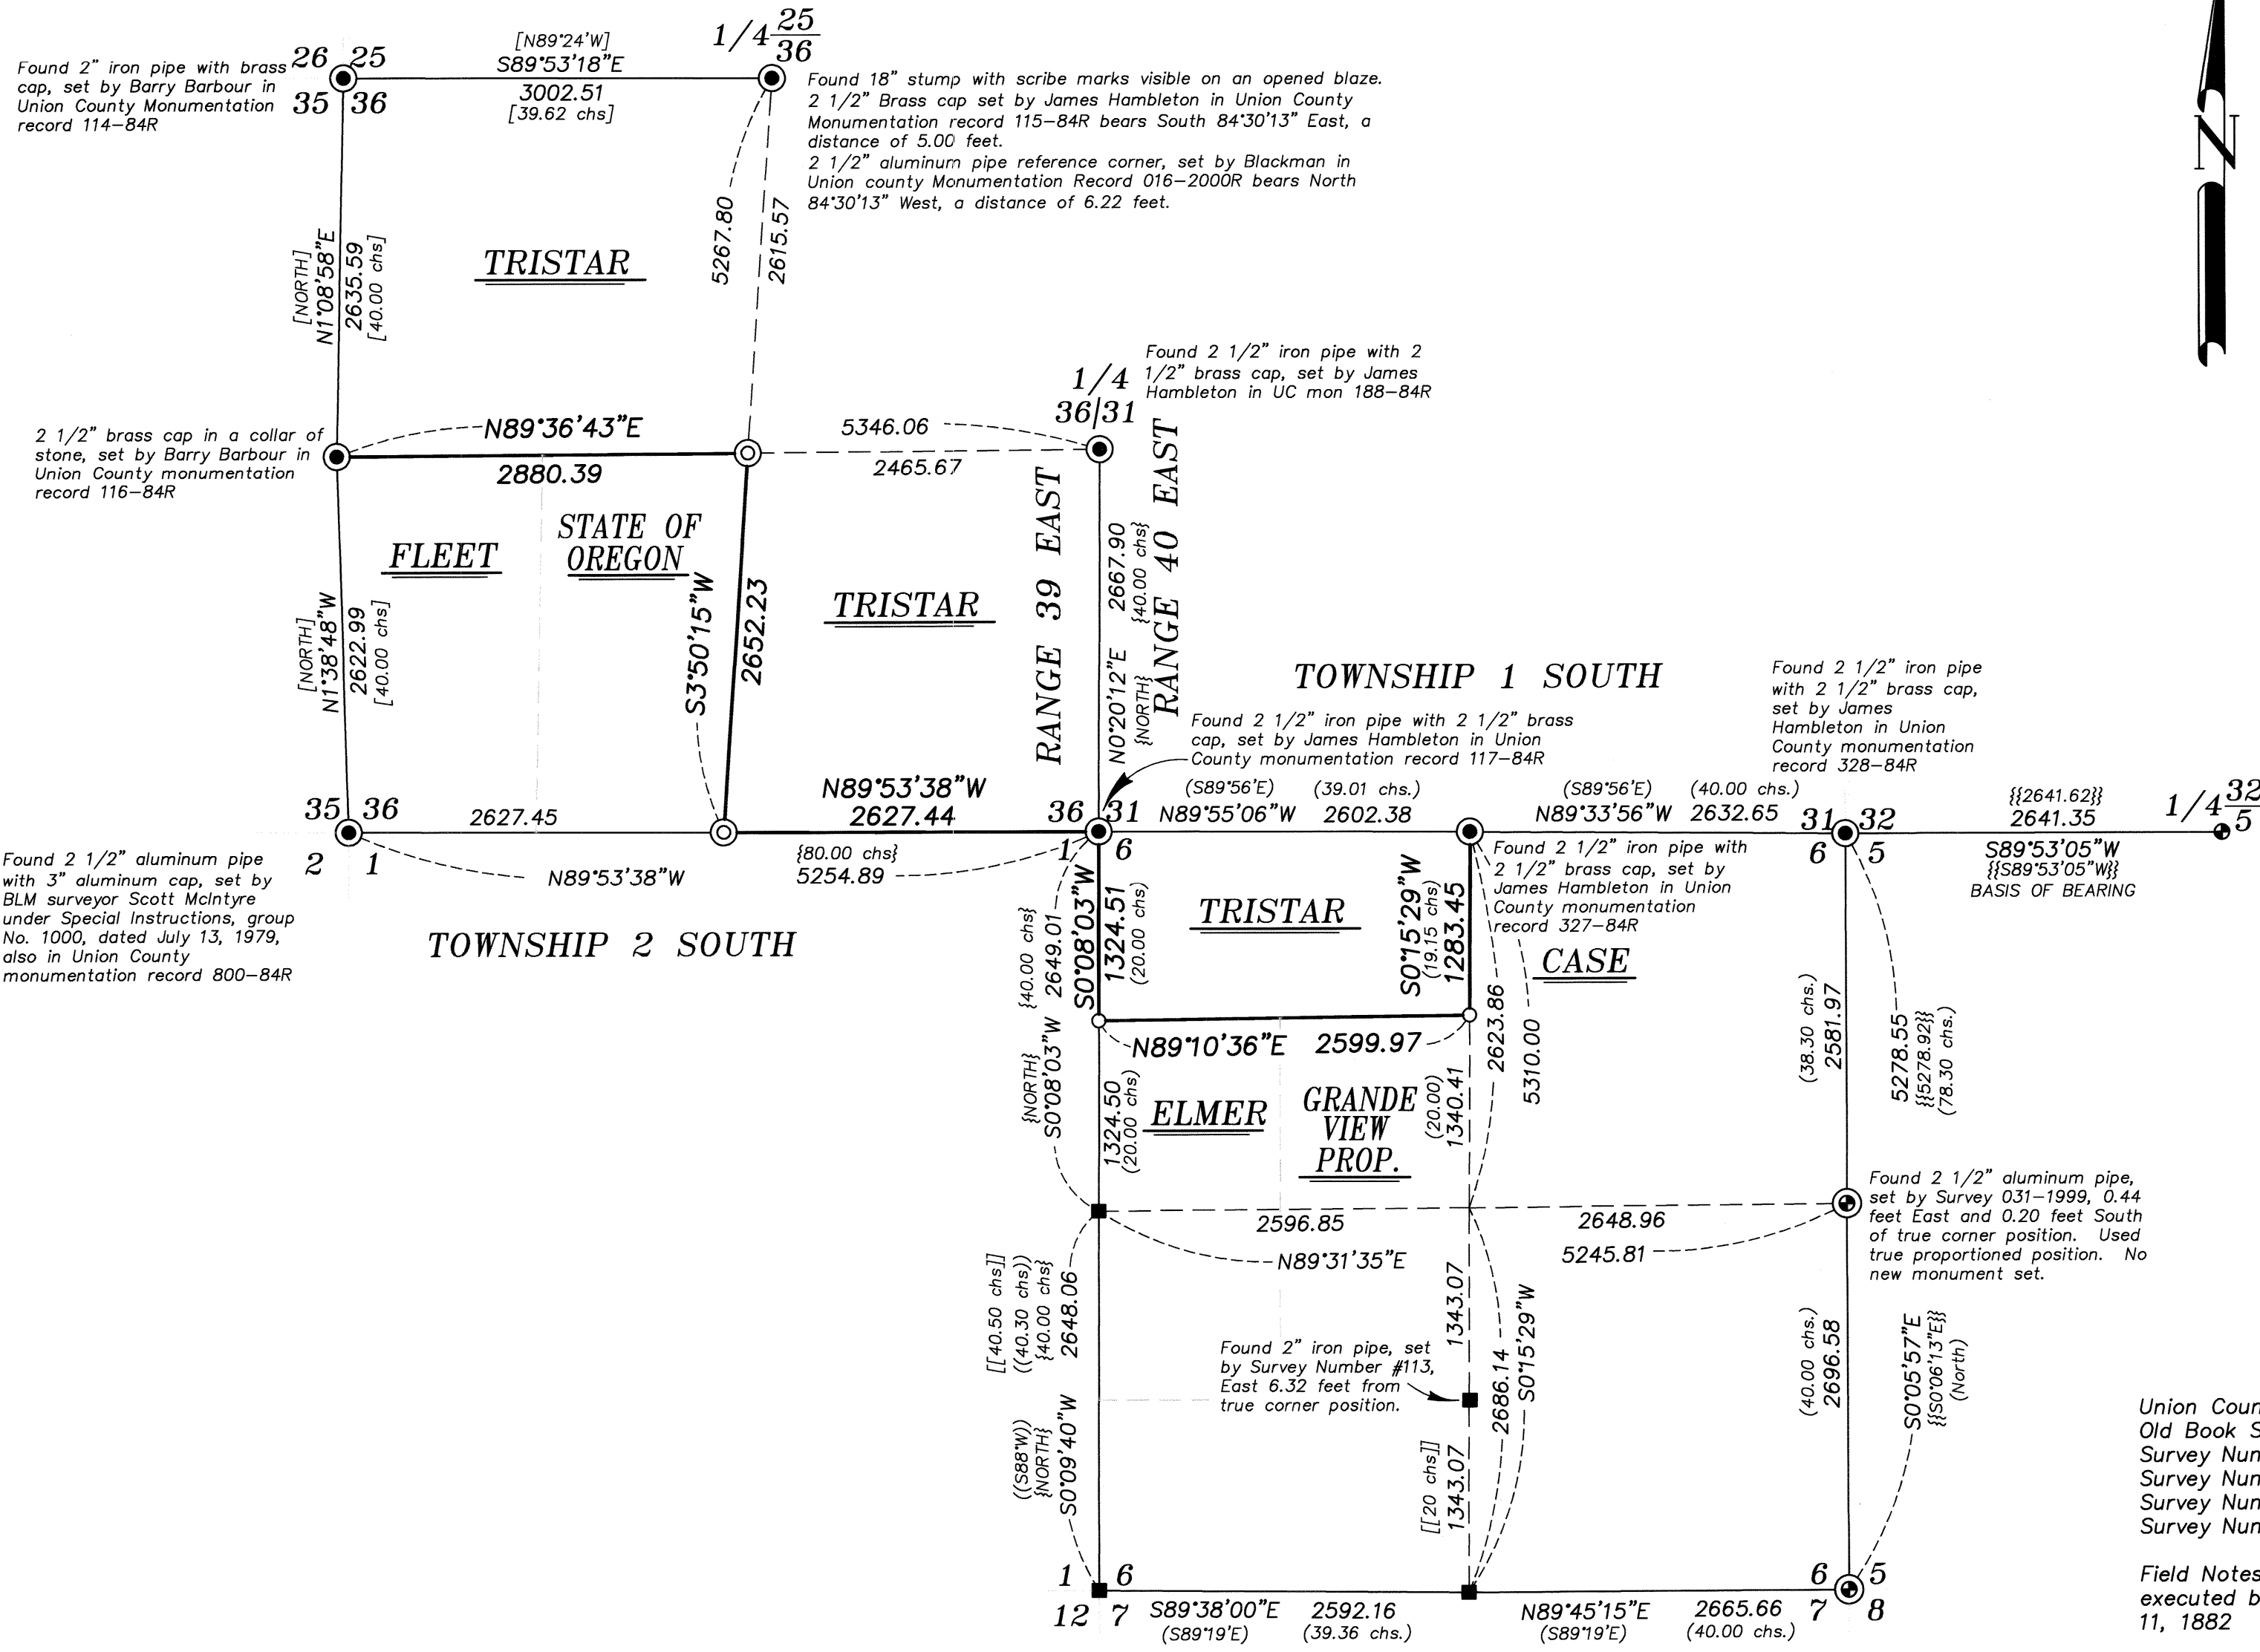 26 25
35 36
Found 2" iron pipe with brass
cap, set by Barry Barbour in
Union County Monumentation
record 114-84R
[N89°24'W]
S89°53'18"E
3002.51
[39.62 chs]
1/4 25
36
Found 18" stump with scribe marks visible on an opened blaze.
2 1/2" Brass cap set by James Hambleton in Union County
Monumentation record 115-84R bears South 84°30'13" East, a
distance of 5.00 feet.
2 1/2" aluminum pipe reference corner, set by Blackman in
Union county Monumentation Record 016-2000R bears North
84°30'13" West, a distance of 6.22 feet.
N
[NORTH]
N1°08'58"E
2635.59
[40.00 chs]
TRISTAR
5267.80
2615.57
Found 2 1/2" iron pipe with 2
1/2" brass cap, set by James
Hambleton in UC mon 188-84R
1/4
36|31
2 1/2" brass cap in a collar of
stone, set by Barry Barbour in
Union County monumentation
record 116-84R
N89°36'43"E
2880.39
5346.06
2465.67
RANGE 39 EAST
RANGE 40 EAST
2667.90
{40.00 chs}
N0°20'12"E
{NORTH}
FLEET
STATE OF
OREGON
TRISTAR
[NORTH]
N1°38'48"W
2622.99
[40.00 chs]
S3°50'15"W
2652.23
TOWNSHIP 1 SOUTH
Found 2 1/2" iron pipe
with 2 1/2" brass cap,
set by James
Hambleton in Union
County monumentation
record 328-84R
Found 2 1/2" iron pipe with 2 1/2" brass
cap, set by James Hambleton in Union
County monumentation record 117-84R
35 36
2 1
2627.45
N89°53'38"W
N89°53'38"W
2627.44
{80.00 chs}
5254.89
36 31
1 6
(S89°56'E) (39.01 chs.)
N89°55'06"W 2602.38
(S89°56'E) (40.00 chs.)
N89°33'56"W 2632.65
31 32
6 5
{{2641.62}}
2641.35
S89°53'05"W
{{S89°53'05"W}}
BASIS OF BEARING
1/4 32
5
Found 2 1/2" aluminum pipe
with 3" aluminum cap, set by
BLM surveyor Scott McIntyre
under Special Instructions, group
No. 1000, dated July 13, 1979,
also in Union County
monumentation record 800-84R
TOWNSHIP 2 SOUTH
Found 2 1/2" iron pipe with
2 1/2" brass cap, set by
James Hambleton in Union
County monumentation
record 327-84R
{40.00 chs}
2649.01
{NORTH}
S0°08'03"W
S0°08'03"W
1324.51
(20.00 chs)
TRISTAR
S0°15'29"W
(19.15 chs)
1283.45
CASE
2623.86
5310.00
(38.30 chs.)
2581.97
5278.55
{{5278.92}}
(78.30 chs.)
N89°10'36"E 2599.97
1324.50
(20.00 chs)
ELMER
GRANDE
VIEW
PROP.
(20.00)
1340.41
2596.85
N89°31'35"E
2648.96
5245.81
Found 2 1/2" aluminum pipe,
set by Survey 031-1999, 0.44
feet East and 0.20 feet South
of true corner position. Used
true proportioned position. No
new monument set.
[[40.50 chs]]
((40.30 chs))
{40.00 chs}
2648.06
((S88°W))
{NORTH}
S0°09'40"W
1343.07
Found 2" iron pipe, set
by Survey Number #113,
East 6.32 feet from
true corner position.
[[20 chs]]
1343.07
2686.14
S0°15'29"W
(40.00 chs.)
2696.58
S0°05'57"E
{{S0°06'13"E}}
(North)
1 6
12 7
S89°38'00"E 2592.16
(S89°19'E) (39.36 chs.)
N89°45'15"E 2665.66
(S89°19'E) (40.00 chs.)
6 5
7 8
Union Coun
Old Book S
Survey Num
Survey Num
Survey Num
Survey Num
Field Notes
executed b
11, 1882